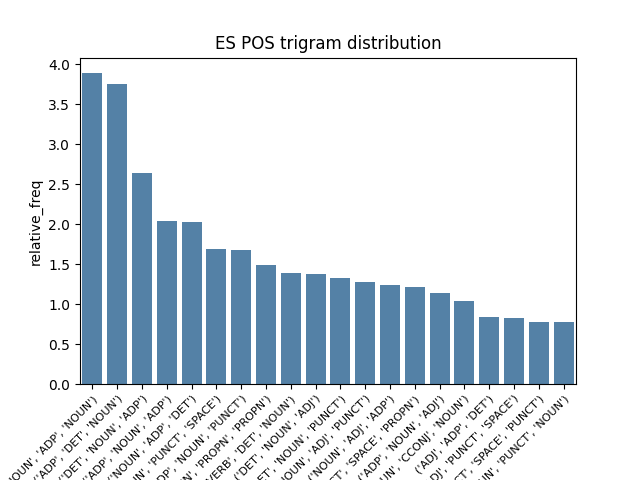 ES POS trigram distribution
relative_freq
4.0
3.5
3.0
2.5
2.0
1.5
1.0
0.5
0.0
NOUN', 'ADP', 'NOUN')
('ADP', 'DET', 'NOUN')
('DET', 'NOUN', 'ADP')
'ADP', 'NOUN', 'ADP')
'NOUN', 'ADP', 'DET')
'PUNCT', 'SPACE')
'NOUN', 'PUNCT')
'PROPN', 'PROPN')
VERB', 'DET', 'NOUN')
('DET', 'NOUN', 'ADJ')
'NOUN', 'PUNCT')
NOUN', 'ADJ', 'PUNCT')
('NOUN', 'ADJ', 'ADP')
'SPACE', 'PROPN')
('ADP', 'NOUN', 'ADJ')
'CCONJ', 'NOUN')
('ADJ', 'ADP', 'DET')
'PUNCT', 'SPACE')
'SPACE', 'PUNCT')
'PUNCT', 'NOUN')